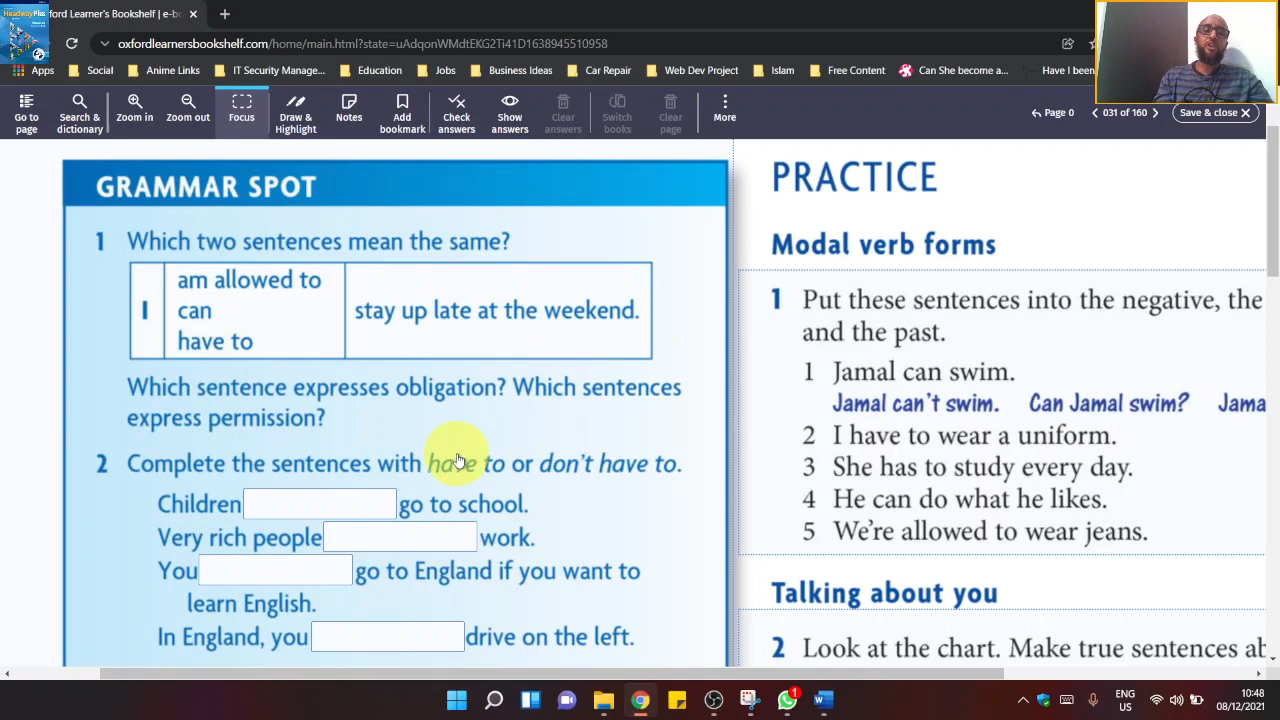 Headway Plus
ford Learner's Bookshelf | e-bo
oxfordlearnersbookshelf.com/home/main.html?state=uAdqonWMdtEKG2Ti41D1638945510958
Apps Social Anime Links IT Security Manage... Education Jobs Business Ideas Car Repair Web Dev Project Islam Free Content Can She become a... Have I been
Go to page
Search & dictionary
Zoom in
Zoom out
Focus
Draw & Highlight
Notes
Add bookmark
Check answers
Show answers
Clear answers
Switch books
Clear page
More
Page 0
031 of 160
Save & close
GRAMMAR SPOT
1 Which two sentences mean the same?
am allowed to
I can stay up late at the weekend.
have to
Which sentence expresses obligation? Which sentences
express permission?
2 Complete the sentences with have to or don't have to.
Children go to school.
Very rich people work.
You go to England if you want to
learn English.
In England, you drive on the left.
PRACTICE
Modal verb forms
1 Put these sentences into the negative, the
and the past.
1 Jamal can swim.
Jamal can't swim. Can Jamal swim? Jama
2 I have to wear a uniform.
3 She has to study every day.
4 He can do what he likes.
5 We're allowed to wear jeans.
Talking about you
2 Look at the chart. Make true sentences ab
1
ENG
US
10:48
08/12/2021